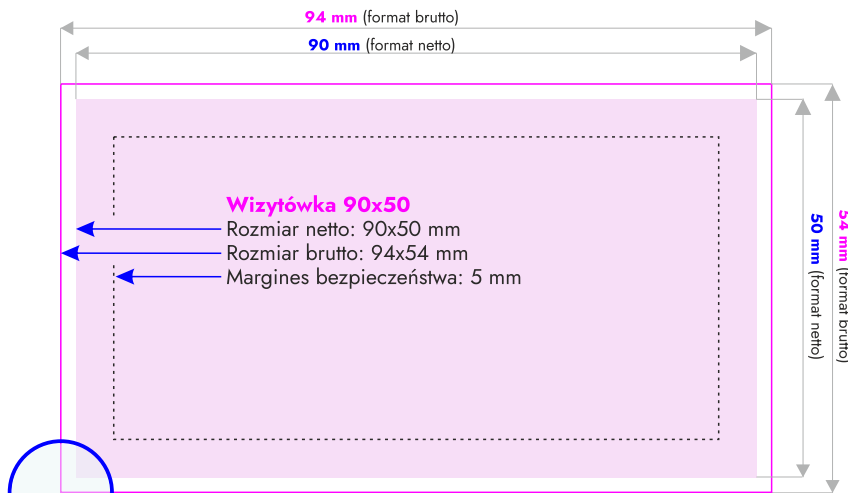 94 mm (format brutto)
90 mm (format netto)
Wizytówka 90x50
Rozmiar netto: 90x50 mm
Rozmiar brutto: 94x54 mm
Margines bezpieczeństwa: 5 mm
50 mm (format netto)
54 mm (format brutto)